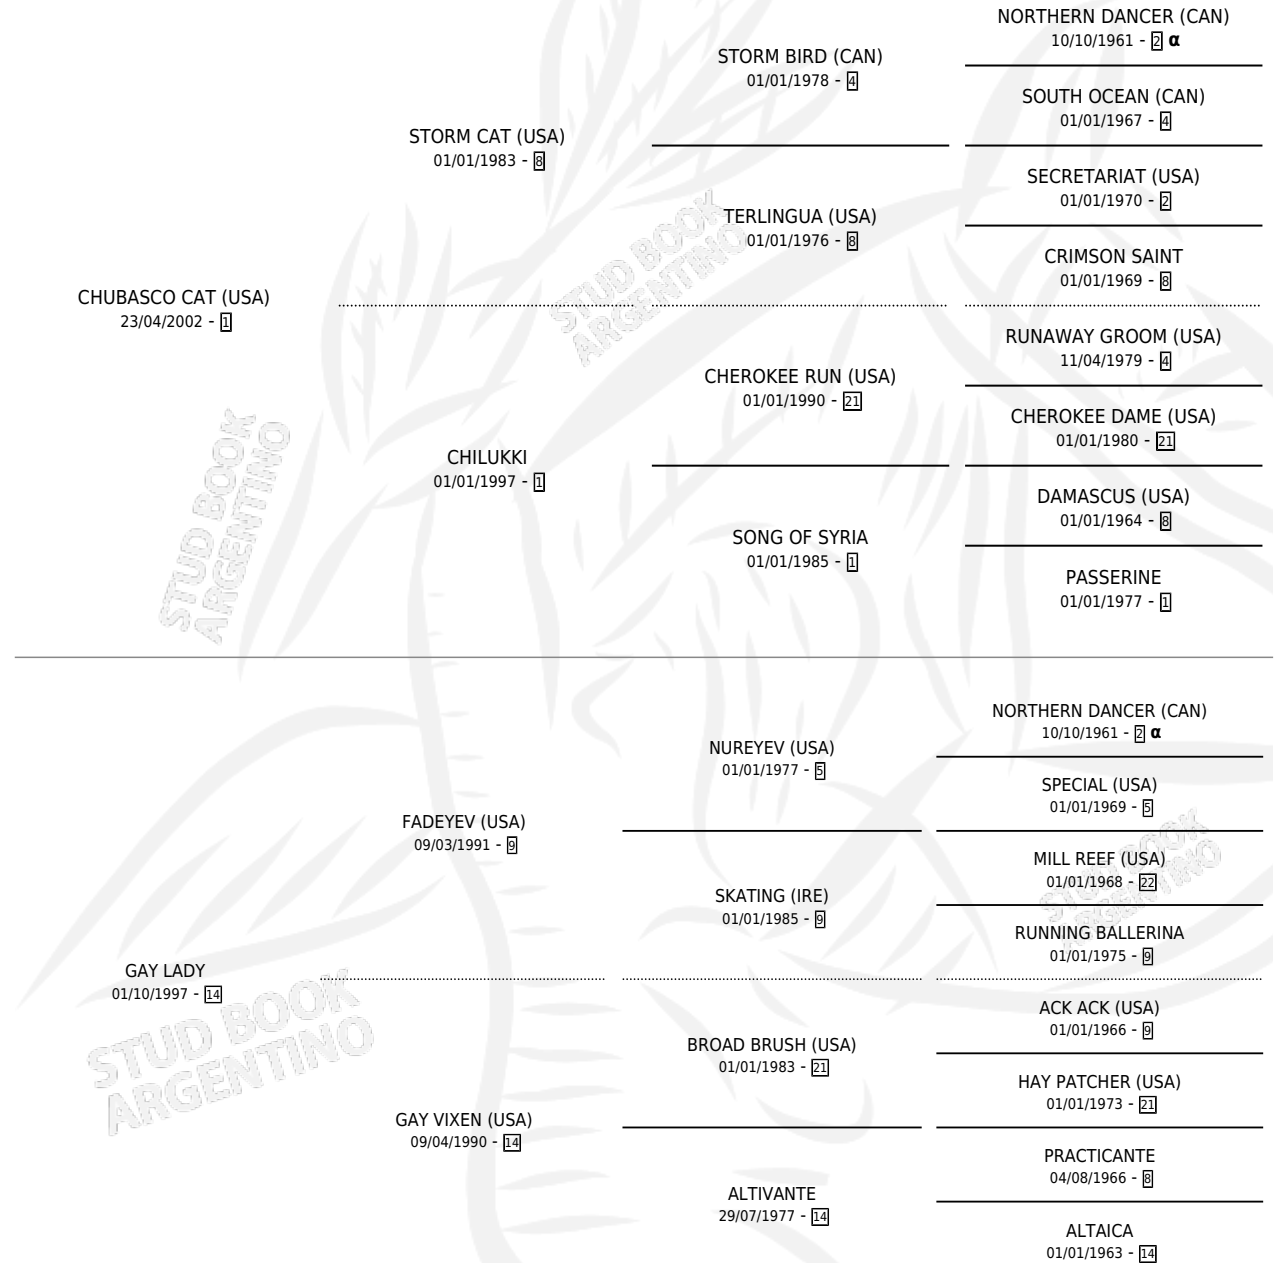 NORTHERN DANCER (CAN)
10/10/1961 - 2 α
STORM BIRD (CAN)
01/01/1978 - 4
SOUTH OCEAN (CAN)
01/01/1967 - 4
STORM CAT (USA)
01/01/1983 - 8
SECRETARIAT (USA)
01/01/1970 - 2
TERLINGUA (USA)
01/01/1976 - 8
CRIMSON SAINT
01/01/1969 - 8
CHUBASCO CAT (USA)
23/04/2002 - 1
RUNAWAY GROOM (USA)
11/04/1979 - 4
CHEROKEE RUN (USA)
01/01/1990 - 21
CHEROKEE DAME (USA)
01/01/1980 - 21
CHILUKKI
01/01/1997 - 1
DAMASCUS (USA)
01/01/1964 - 8
SONG OF SYRIA
01/01/1985 - 1
PASSERINE
01/01/1977 - 1
STUD BOOK
ARGENTINO
STUD BOOK
ARGENTINO
NORTHERN DANCER (CAN)
10/10/1961 - 2 α
NUREYEV (USA)
01/01/1977 - 5
SPECIAL (USA)
01/01/1969 - 5
FADEYEV (USA)
09/03/1991 - 9
MILL REEF (USA)
01/01/1968 - 22
SKATING (IRE)
01/01/1985 - 9
RUNNING BALLERINA
01/01/1975 - 9
GAY LADY
01/10/1997 - 14
ACK ACK (USA)
01/01/1966 - 9
BROAD BRUSH (USA)
01/01/1983 - 21
HAY PATCHER (USA)
01/01/1973 - 21
GAY VIXEN (USA)
09/04/1990 - 14
PRACTICANTE
04/08/1966 - 8
ALTIVANTE
29/07/1977 - 14
ALTAICA
01/01/1963 - 14
STUD BOOK
ARGENTINO
STUD BOOK
ARGENTINO